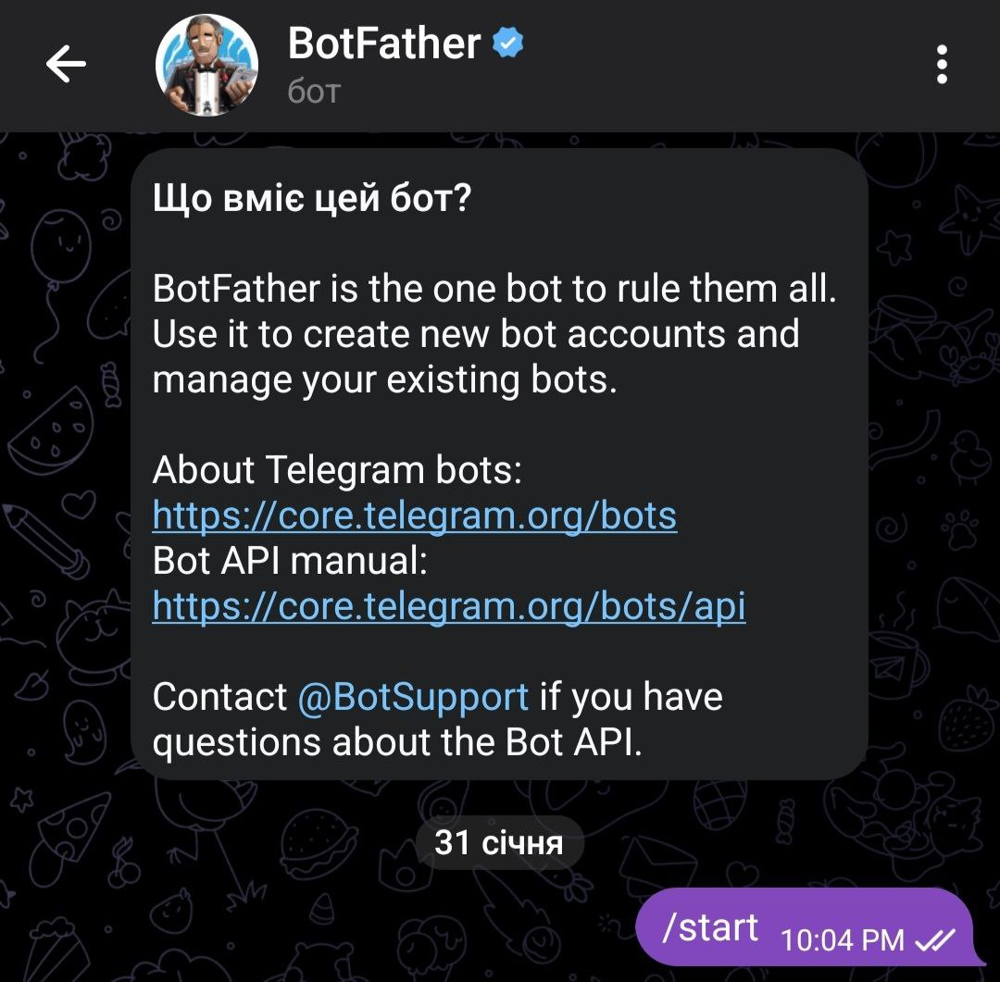 BotFather
бот
Що вміє цей бот?
BotFather is the one bot to rule them all.
Use it to create new bot accounts and
manage your existing bots.
About Telegram bots:
https://core.telegram.org/bots
Bot API manual:
https://core.telegram.org/bots/api
Contact @BotSupport if you have
questions about the Bot API.
31 січня
/start 10:04 PM